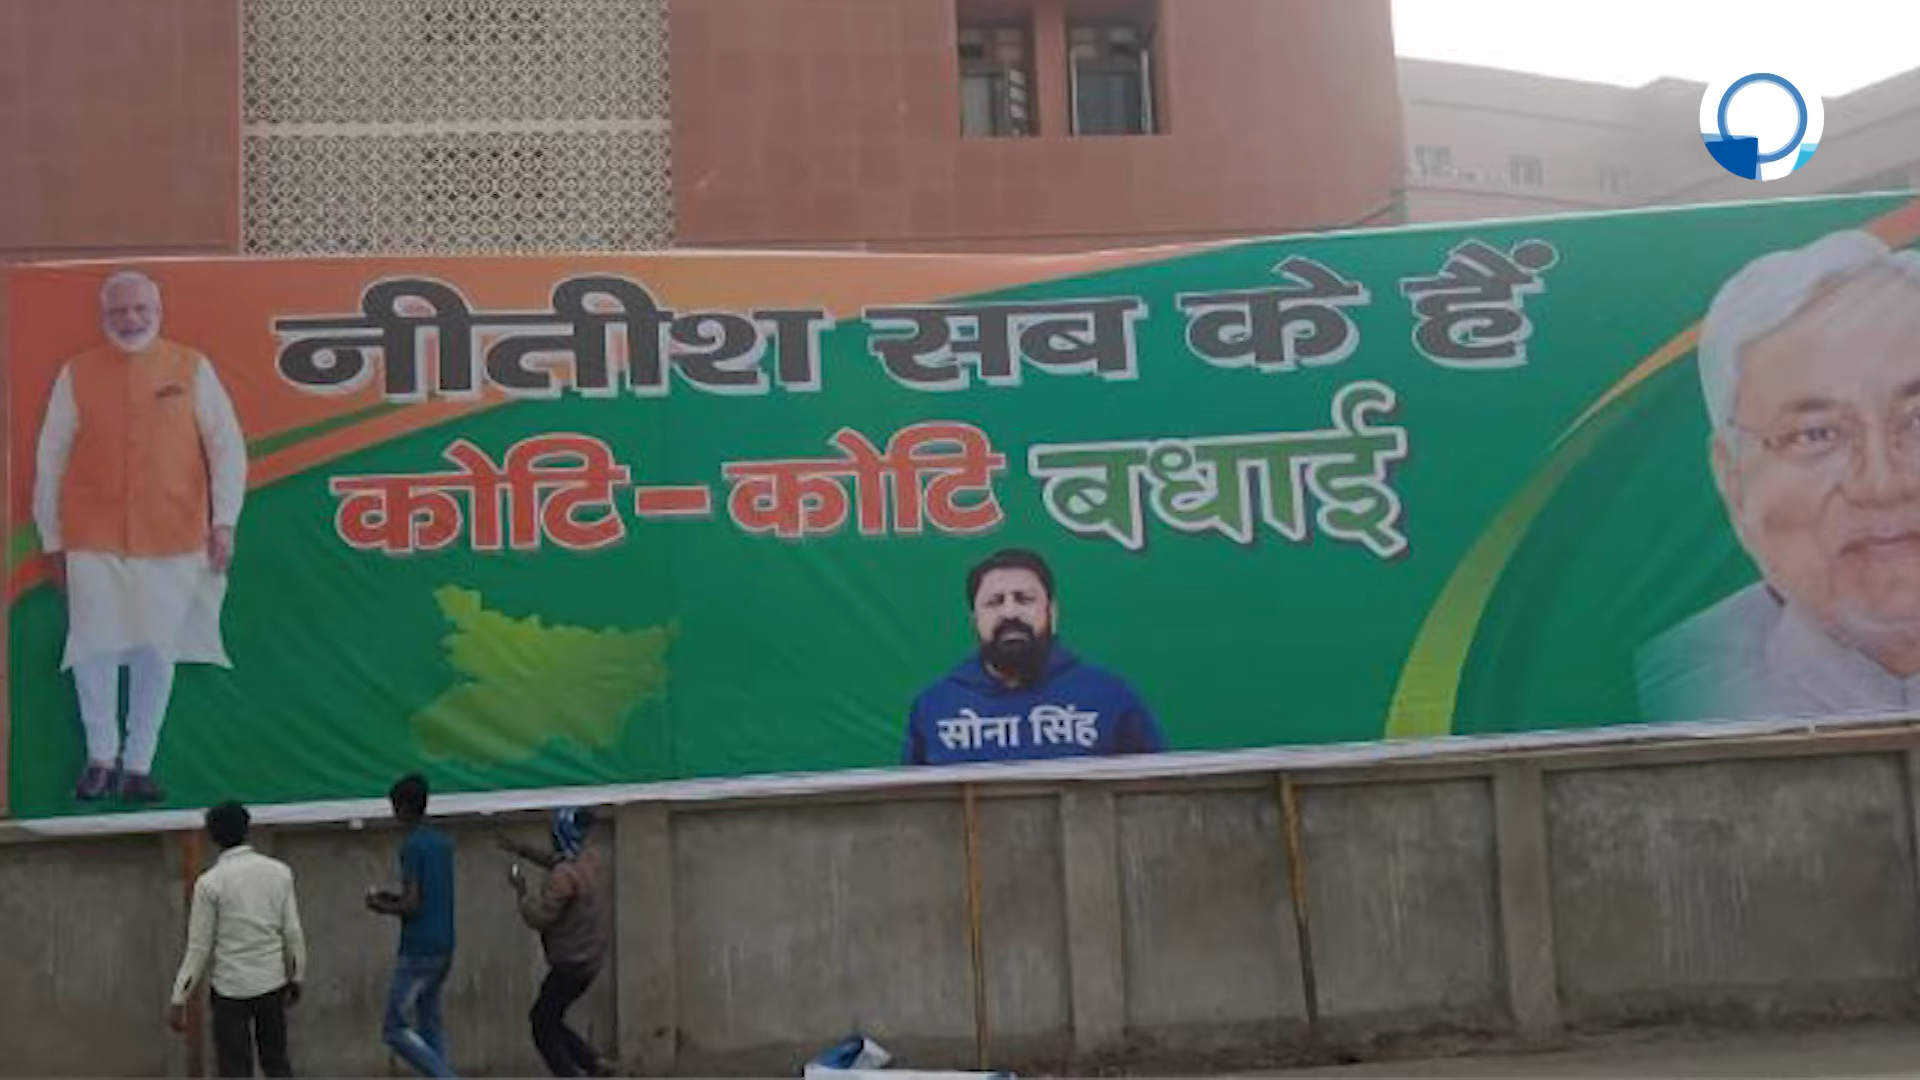 नीतीश सब के हैं
कोटि-कोटि बधाई
सोना सिंह